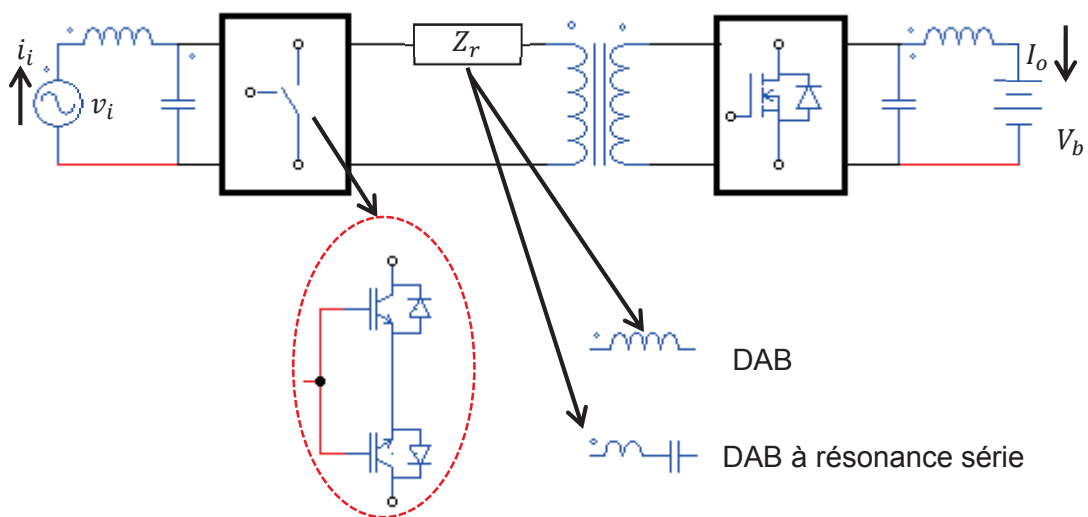 i_i
v_i
Z_r
I_o
V_b
DAB
DAB à résonance série